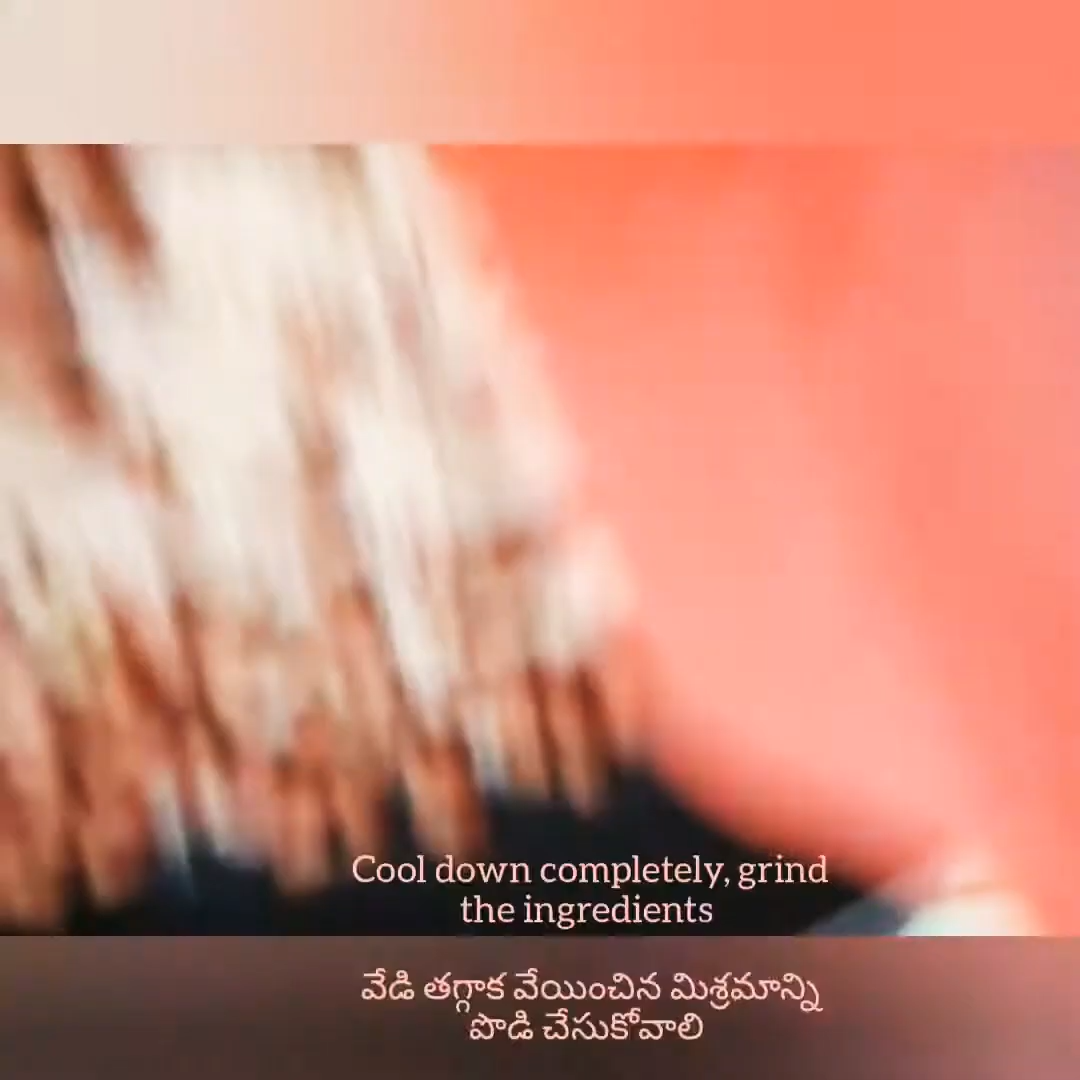 Cool down completely, grind
the ingredients
వేడి తగ్గాక వేయించిన మిశ్రమాన్ని
పొడి చేసుకోవాలి